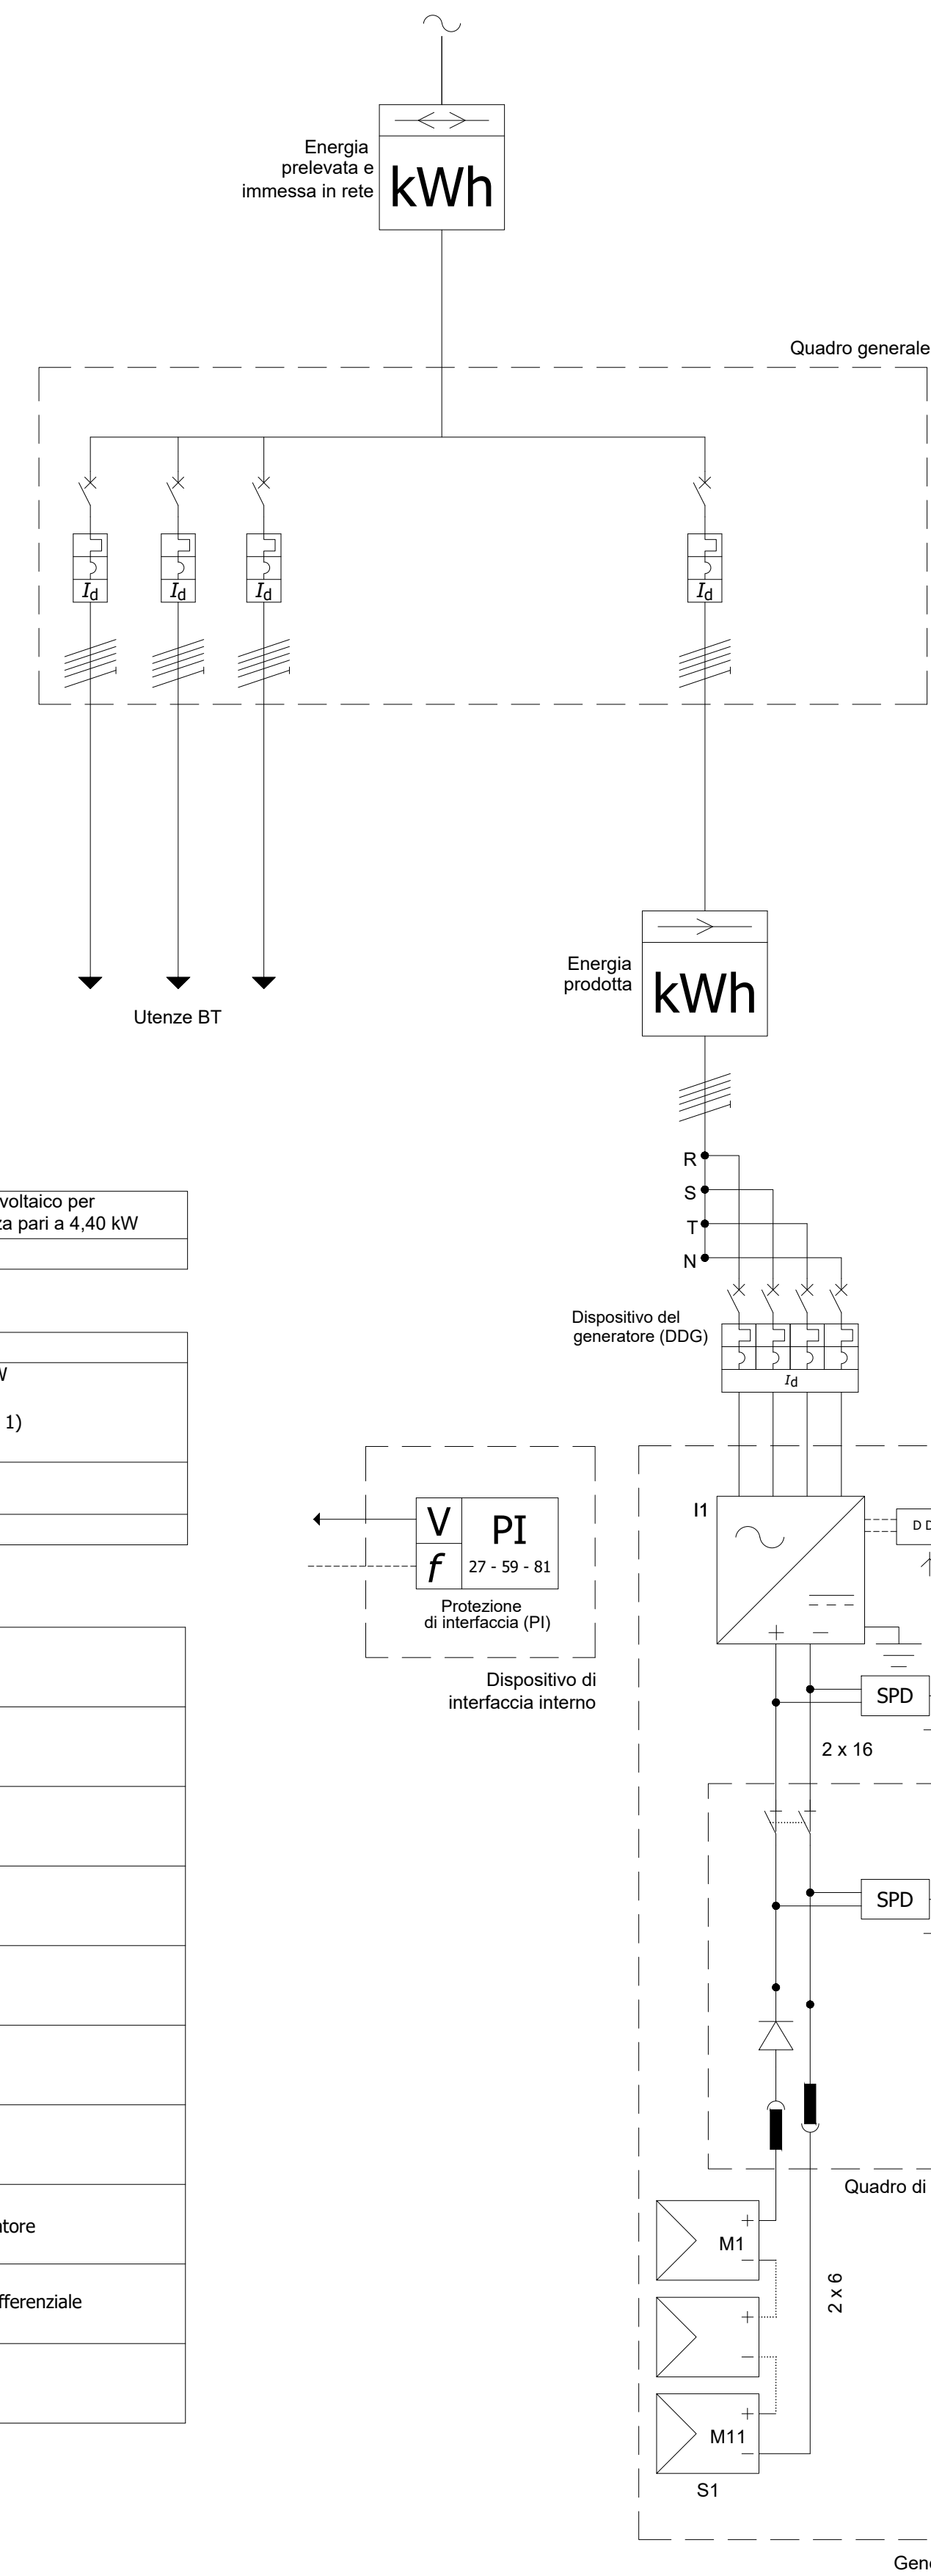 Energia
prelevata e
immessa in rete
kWh
Quadro generale
Id
Id
Id
Id
Energia
prodotta
kWh
Utenze BT
R
S
T
N
voltaico per
za pari a 4,40 kW
1)
Dispositivo del
generatore (DDG)
Id
V
f
PI
27 - 59 - 81
Protezione
di interfaccia (PI)
Dispositivo di
interfaccia interno
I1
D D
+ −
SPD
2 x 16
SPD
Quadro di
+
M1
−
+
−
2 x 6
+
M11
−
S1
tore
fferenziale
Gene